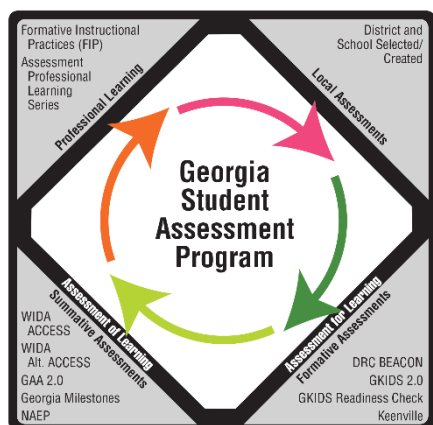 Formative Instructional
Practices (FIP)
Assessment
Professional
Learning
Series
Professional Learning
District and
School Selected/
Created
Local Assessments
Georgia
Student
Assessment
Program
Assessment of Learning
Summative Assessments
WIDA
ACCESS
WIDA
Alt. ACCESS
GAA 2.0
Georgia Milestones
NAEP
Assessment for Learning
Formative Assessments
DRC BEACON
GKIDS 2.0
GKIDS Readiness Check
Keenville